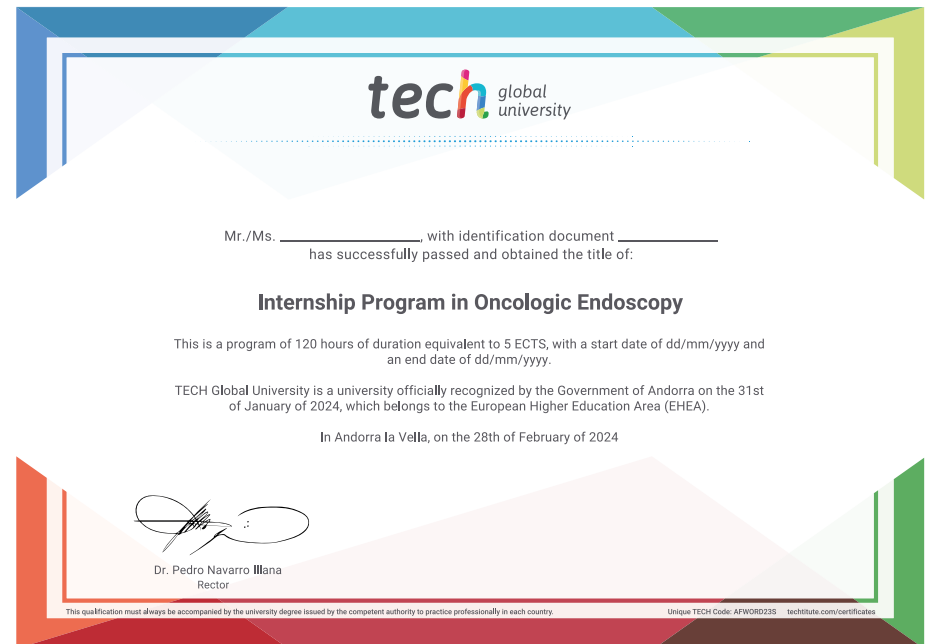 tech global university
Mr./Ms. ____________, with identification document ____________
has successfully passed and obtained the title of:
Internship Program in Oncologic Endoscopy
This is a program of 120 hours of duration equivalent to 5 ECTS, with a start date of dd/mm/yyyy and
an end date of dd/mm/yyyy.
TECH Global University is a university officially recognized by the Government of Andorra on the 31st
of January of 2024, which belongs to the European Higher Education Area (EHEA).
In Andorra la Vella, on the 28th of February of 2024
Dr. Pedro Navarro Illana
Rector
This qualification must always be accompanied by the university degree issued by the competent authority to practice professionally in each country.
Unique TECH Code: AFWORD23S techtitute.com/certificates